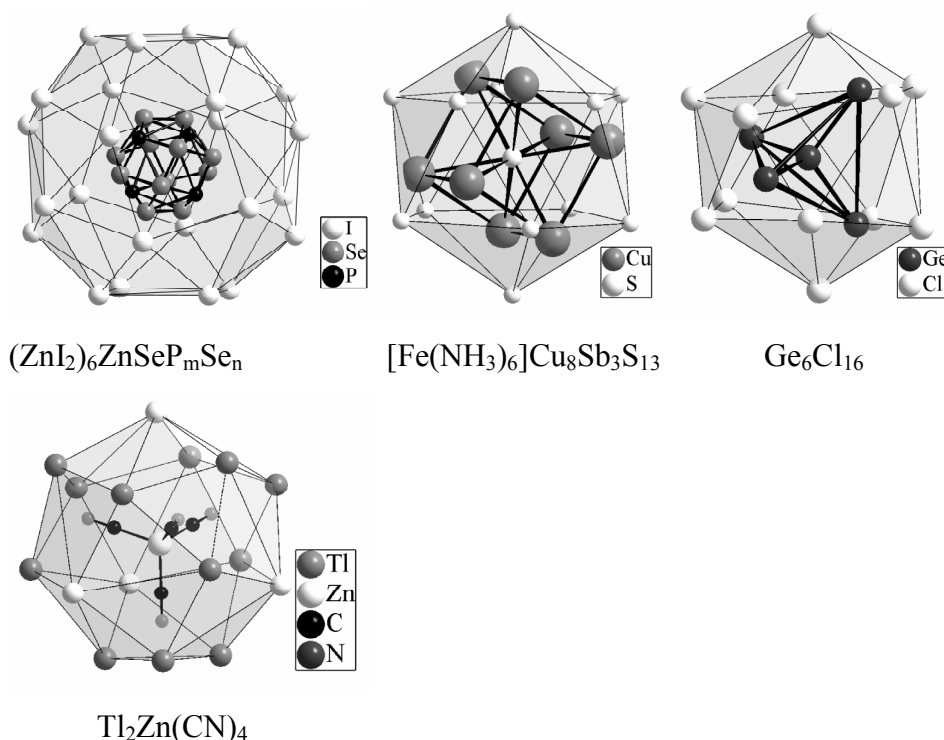 I
Se
P
Cu
S
Ge
Cl
(ZnI₂)₆ZnSePₘSeₙ
[Fe(NH₃)₆]Cu₈Sb₃S₁₃
Ge₆Cl₁₆
Tl
Zn
C
N
Tl₂Zn(CN)₄